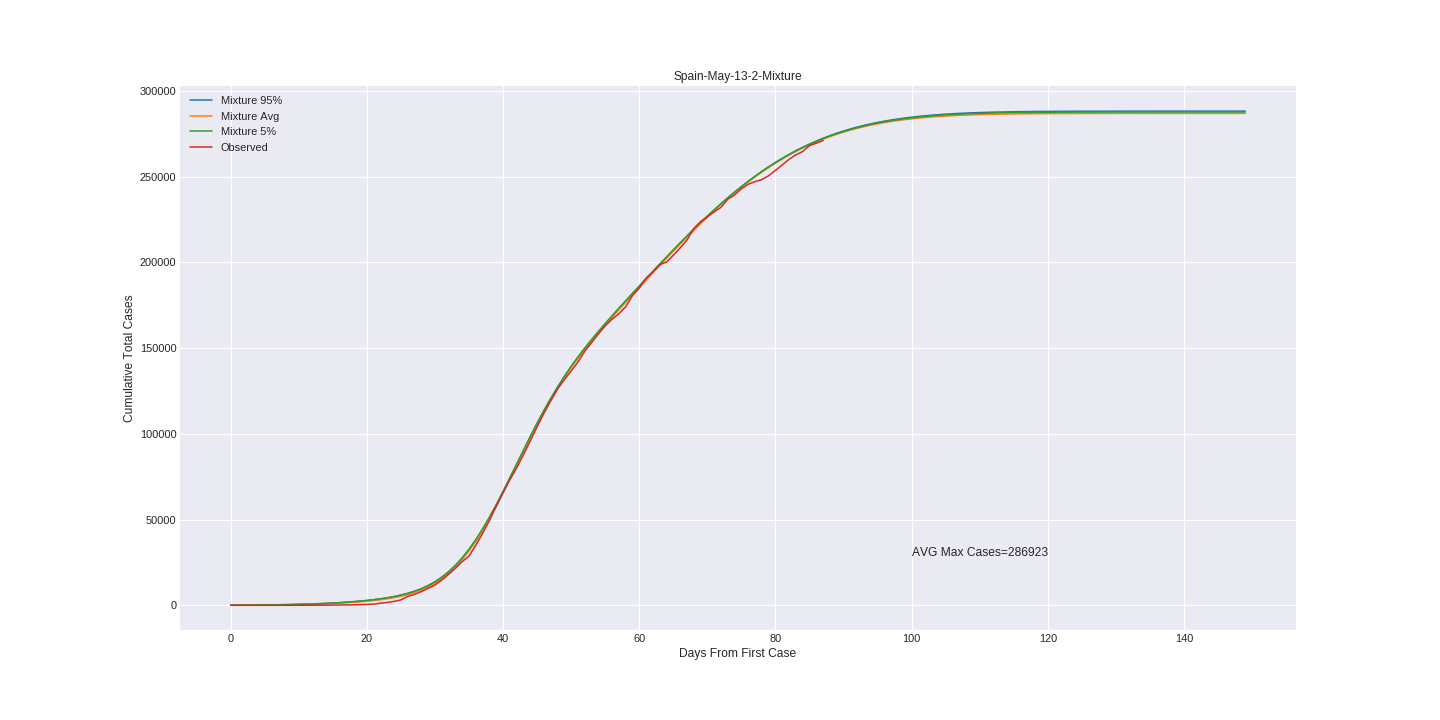 Spain-May-13-2-Mixture
300000
250000
200000
150000
100000
50000
0
Cumulative Total Cases
Mixture 95%
Mixture Avg
Mixture 5%
Observed
AVG Max Cases=286923
0 20 40 60 80 100 120 140
Days From First Case